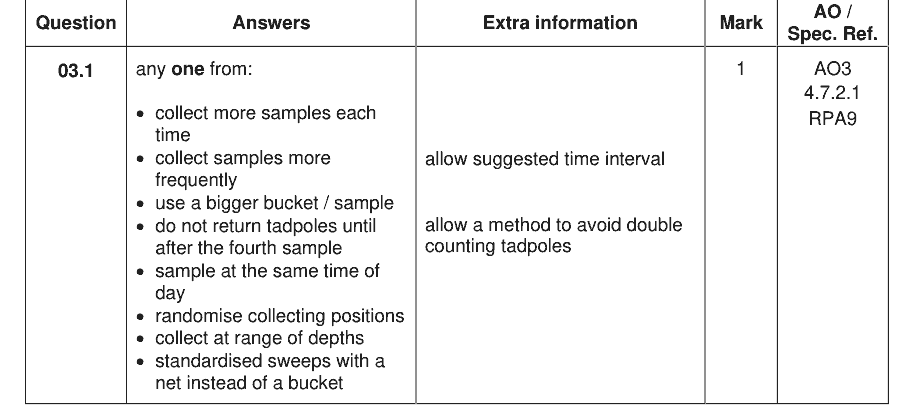 Question Answers Extra information Mark AO / Spec. Ref.
03.1 any one from: 1 AO3
4.7.2.1
RPA9
• collect more samples each
time
• collect samples more allow suggested time interval
frequently
• use a bigger bucket / sample
• do not return tadpoles until allow a method to avoid double
after the fourth sample counting tadpoles
• sample at the same time of
day
• randomise collecting positions
• collect at range of depths
• standardised sweeps with a
net instead of a bucket